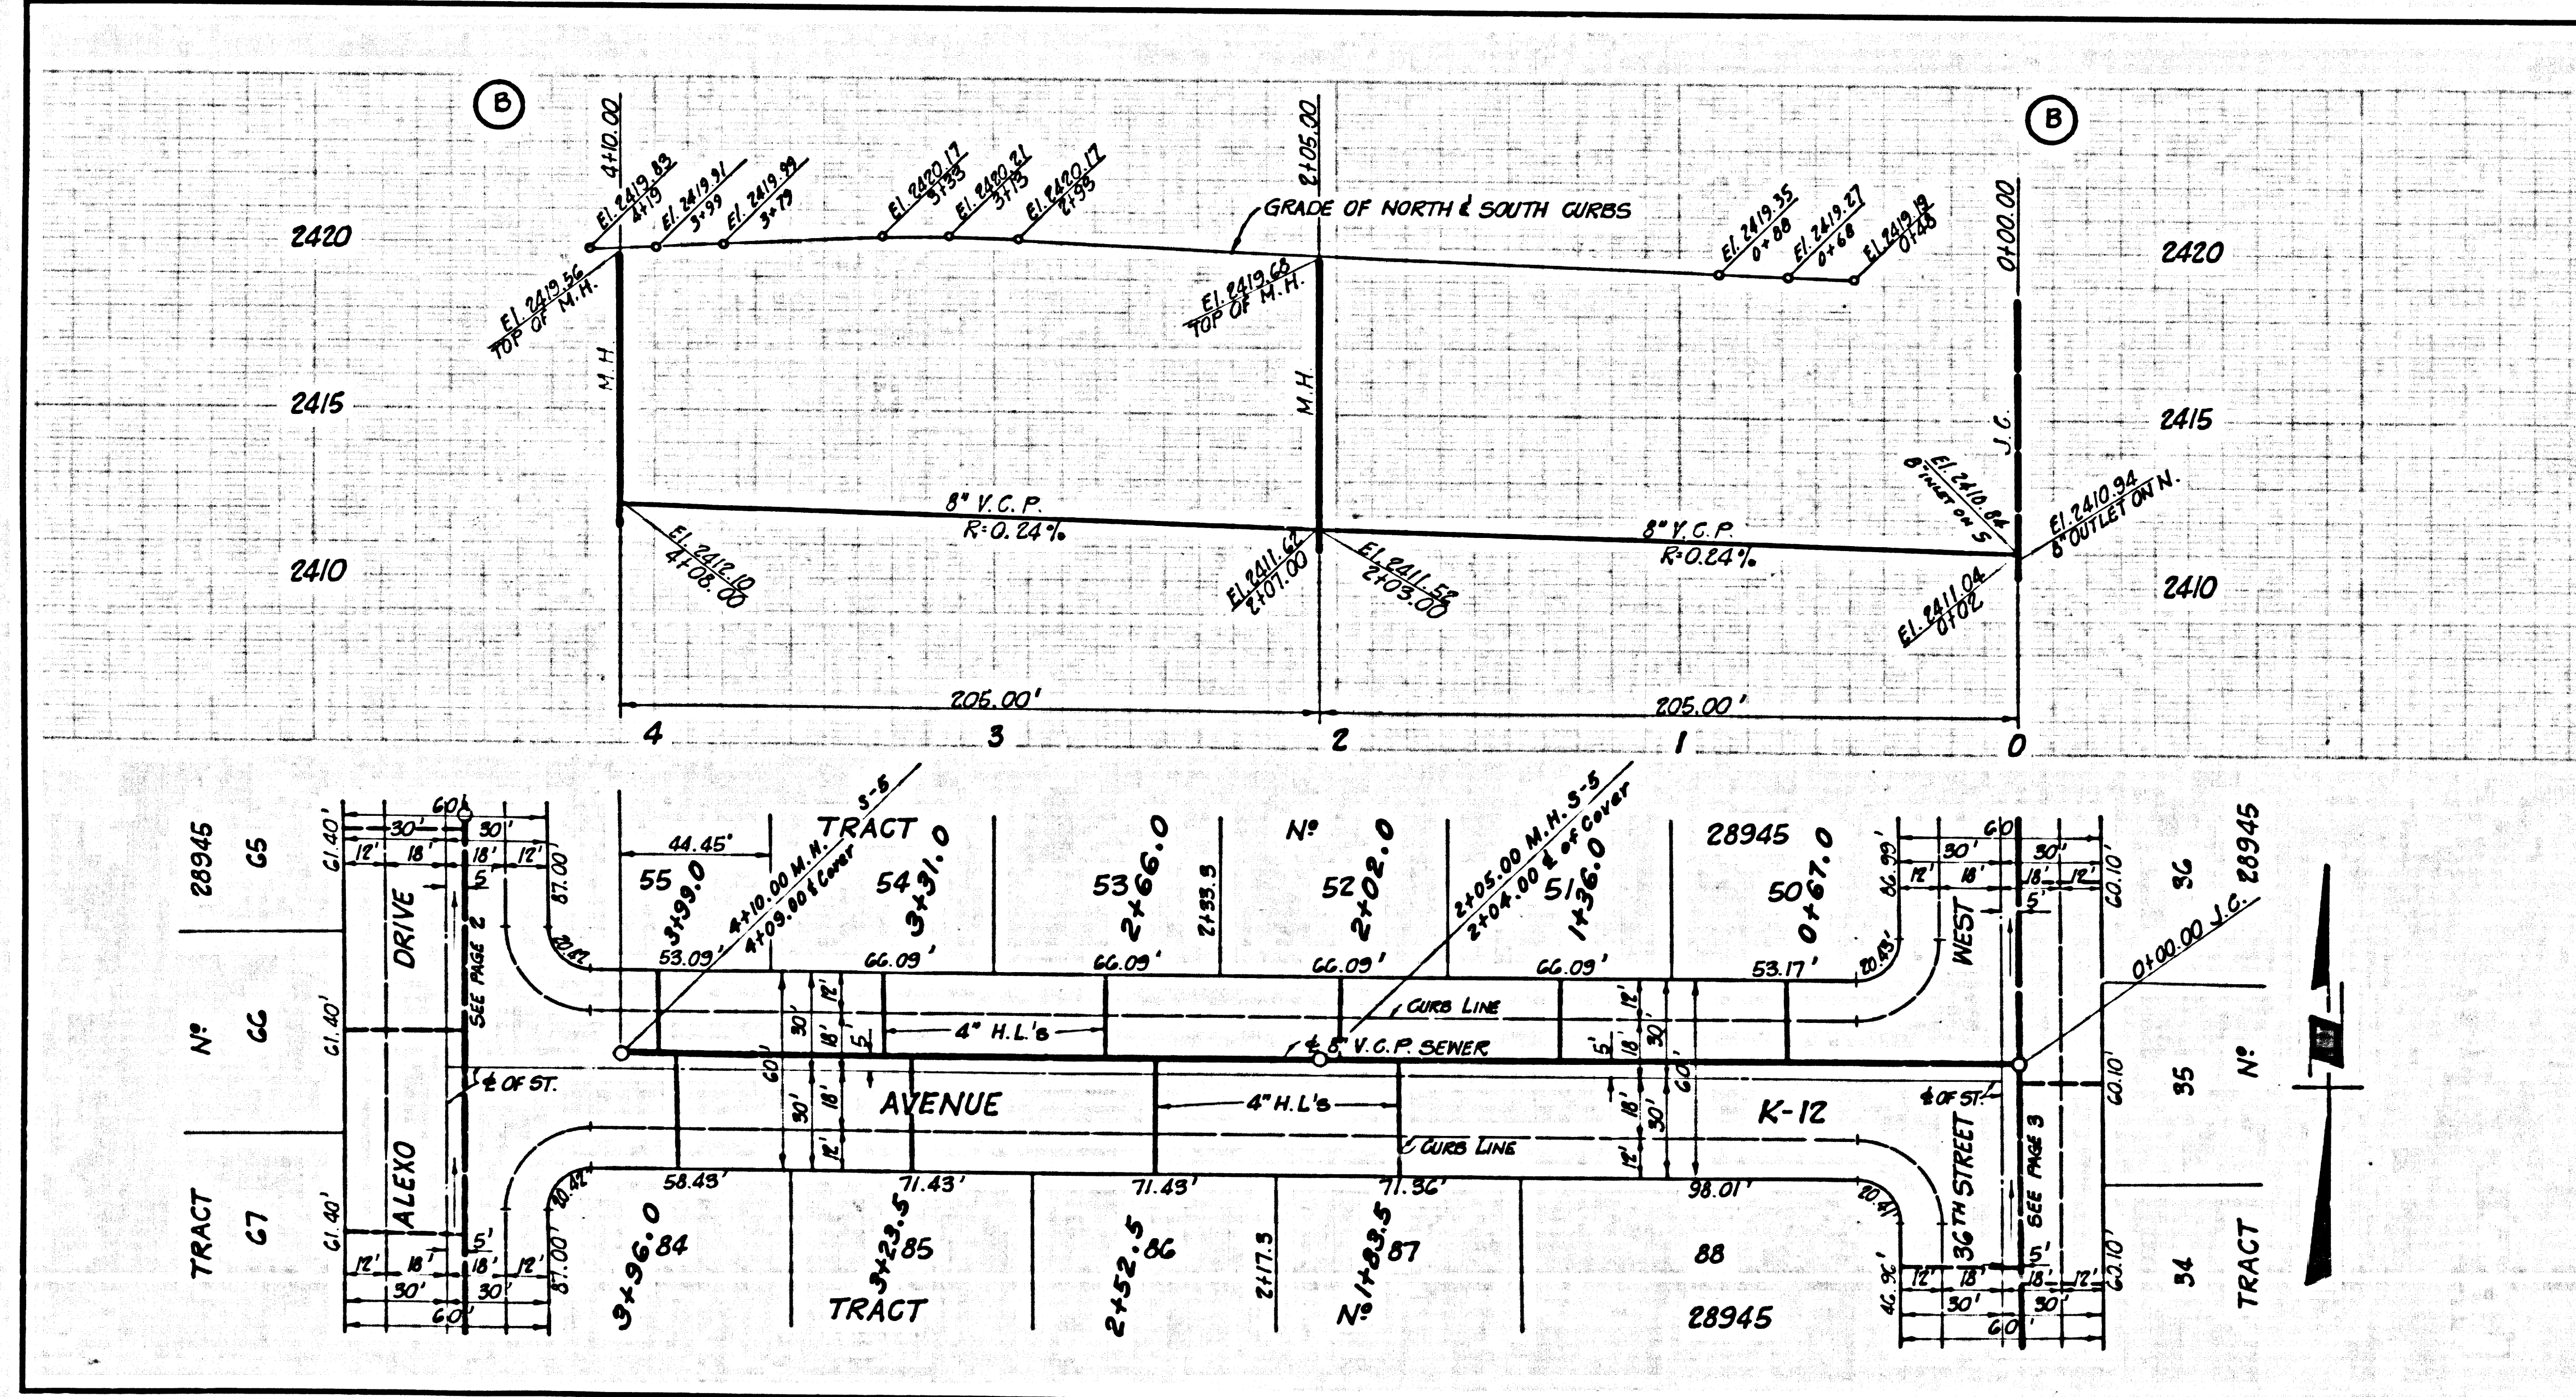 B
B
4+10.00
2+05.00
0+00.00
El. 2419.83
4+19
El. 2419.91
3+99
El. 2419.99
3+79
El. 2420.17
3+33
El. 2420.21
3+13
El. 2420.17
2+93
GRADE OF NORTH & SOUTH CURBS
El. 2419.35
0+88
El. 2419.27
0+68
El. 2419.19
0+48
2420
2420
El. 2419.56
TOP OF M.H.
El. 2419.68
TOP OF M.H.
M.H.
M.H.
J.C.
2415
2415
8" V.C.P.
R=0.24%
8" V.C.P.
R=0.24%
El. 2410.84
8" INLET ON S
El. 2410.94
8" OUTLET ON N.
El. 2412.10
4+08.00
El. 2411.62
2+07.00
El. 2411.52
2+03.00
El. 2411.04
0+02
2410
2410
205.00'
205.00'
4 3 2 1 0
28945
65
61.40'
60'
30' 30'
12' 18' 18' 12'
5'
87.00'
20.82
DRIVE
SEE PAGE 2
44.45'
TRACT
Nº
28945
55
3+99.0
4+10.00 M.H. S-5
4+09.00 ℄ Cover
54
3+31.0
53
2+66.0
2+33.3
52
2+02.0
2+05.00 M.H. S-5
2+04.00 ℄ of Cover
51
1+36.0
50
0+67.0
53.09'
66.09'
66.09'
66.09'
66.09'
53.17'
20.43'
86.99'
60'
30' 30'
12' 18' 18' 12'
5'
60.10'
WEST
36
28945
0+00.00 J.C.
Nº
66
61.40'
CURB LINE
4" H.L's
℄ 8" V.C.P. SEWER
12'
30'
18'
5'
60'
30'
18'
12'
12'
5'
18'
30'
60'
18'
30'
12'
℄ OF ST.
AVENUE
4" H.L's
K-12
℄ OF ST.
60.10'
35
Nº
CURB LINE
ALEXO
36TH STREET
SEE PAGE 3
TRACT
67
61.40'
20.42'
58.43'
71.43'
71.43'
71.36'
98.01'
20.41'
5'
12' 18' 18' 12'
30' 30'
60'
87.00'
3+96.0
84
3+23.5
85
2+52.5
86
2+17.3
1+83.5
87
88
TRACT
Nº
28945
46.96'
5'
12' 18' 18' 12'
30' 30'
60'
60.10'
34
TRACT